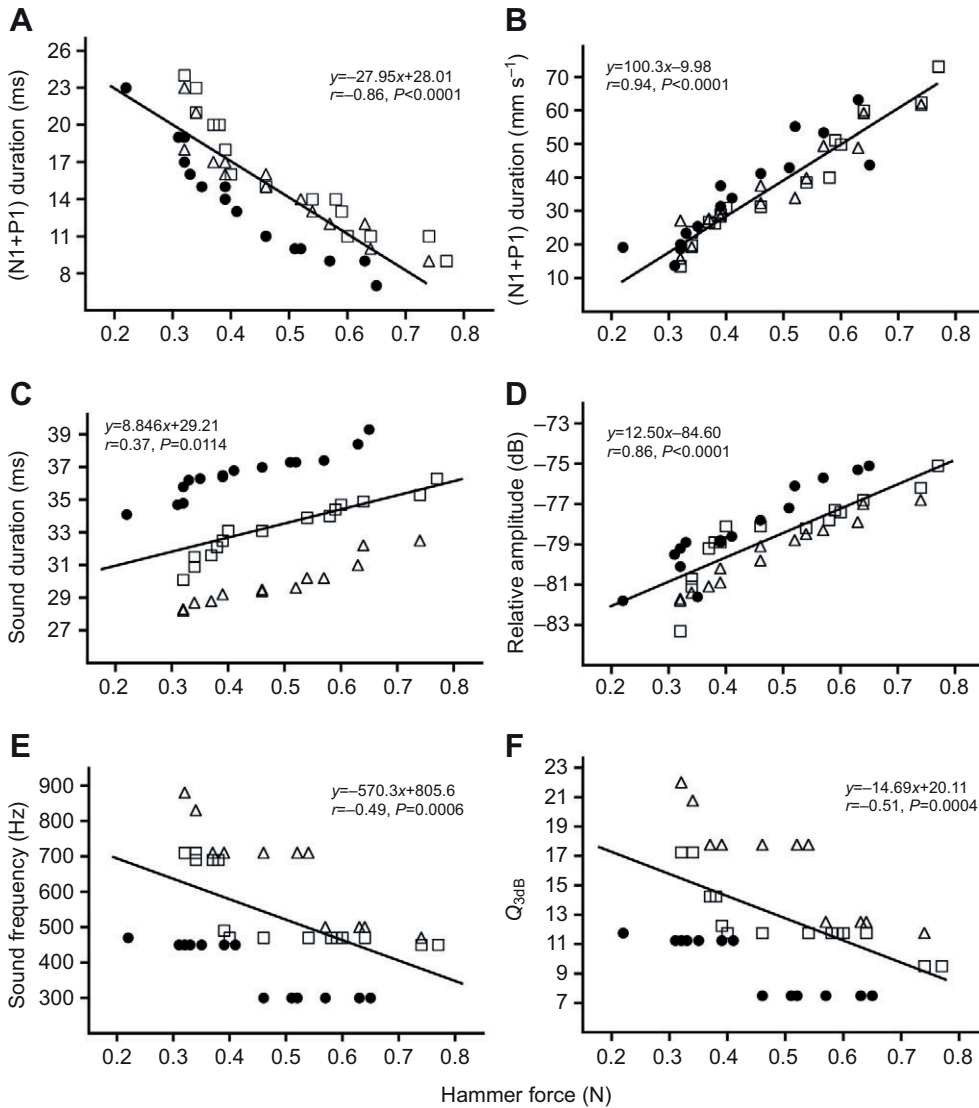 A
(N1+P1) duration (ms)
26
23
20
17
14
11
8
y=–27.95x+28.01
r=–0.86, P<0.0001
0.2 0.3 0.4 0.5 0.6 0.7 0.8
B
(N1+P1) duration (mm s–1)
70
60
50
40
30
20
10
y=100.3x–9.98
r=0.94, P<0.0001
0.2 0.3 0.4 0.5 0.6 0.7 0.8
C
Sound duration (ms)
39
37
35
33
31
29
27
y=8.846x+29.21
r=0.37, P=0.0114
0.2 0.3 0.4 0.5 0.6 0.7 0.8
D
Relative amplitude (dB)
–73
–75
–77
–79
–81
–83
y=12.50x–84.60
r=0.86, P<0.0001
0.2 0.3 0.4 0.5 0.6 0.7 0.8
E
Sound frequency (Hz)
900
800
700
600
500
400
300
y=–570.3x+805.6
r=–0.49, P=0.0006
0.2 0.3 0.4 0.5 0.6 0.7 0.8
F
Q3dB
23
21
19
17
15
13
11
9
7
y=–14.69x+20.11
r=–0.51, P=0.0004
0.2 0.3 0.4 0.5 0.6 0.7 0.8
Hammer force (N)